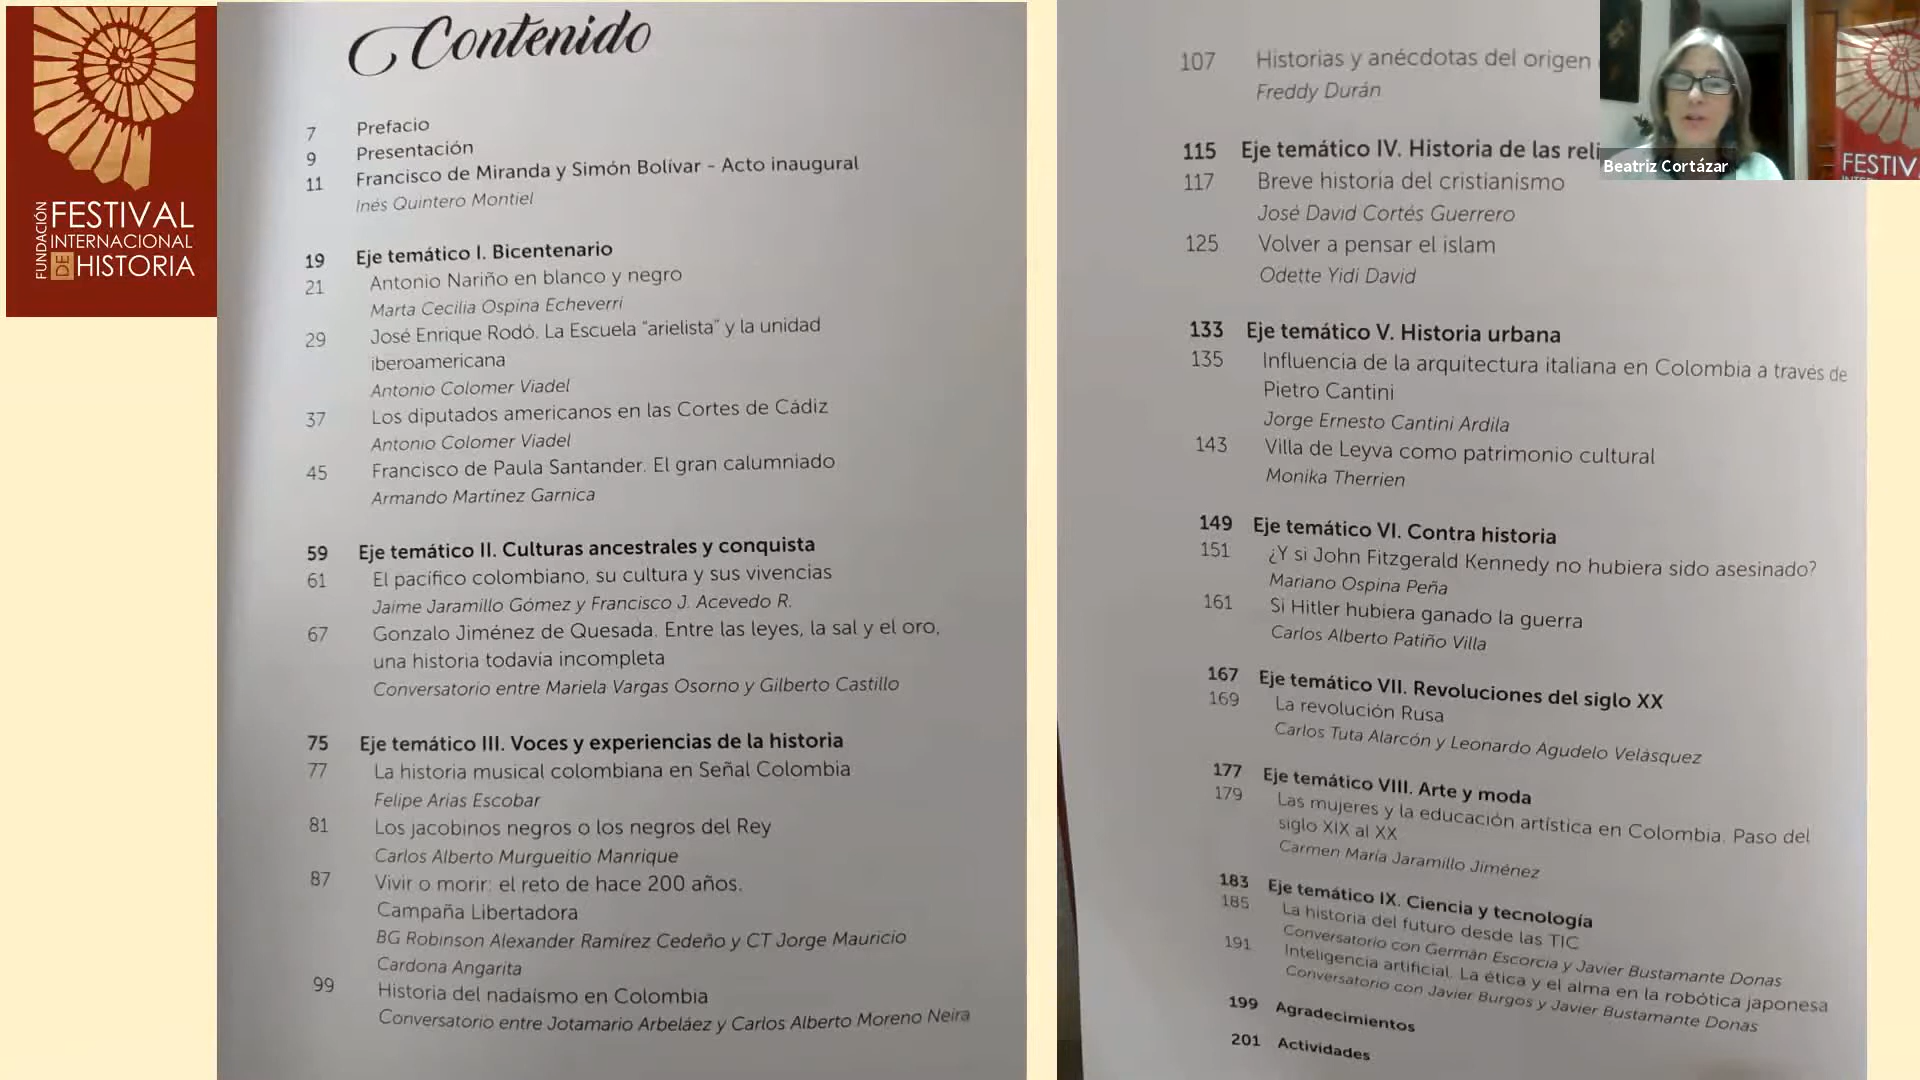 FUNDACIÓN
FESTIVAL
INTERNACIONAL
DE HISTORIA
Contenido
7 Prefacio
9 Presentación
11 Francisco de Miranda y Simón Bolívar - Acto inaugural
Inés Quintero Montiel
19 Eje temático I. Bicentenario
21 Antonio Nariño en blanco y negro
Marta Cecilia Ospina Echeverri
29 José Enrique Rodó. La Escuela “arielista” y la unidad
iberoamericana
Antonio Colomer Viadel
37 Los diputados americanos en las Cortes de Cádiz
Antonio Colomer Viadel
45 Francisco de Paula Santander. El gran calumniado
Armando Martínez Garnica
59 Eje temático II. Culturas ancestrales y conquista
61 El pacífico colombiano, su cultura y sus vivencias
Jaime Jaramillo Gómez y Francisco J. Acevedo R.
67 Gonzalo Jiménez de Quesada. Entre las leyes, la sal y el oro,
una historia todavía incompleta
Conversatorio entre Mariela Vargas Osorno y Gilberto Castillo
75 Eje temático III. Voces y experiencias de la historia
77 La historia musical colombiana en Señal Colombia
Felipe Arias Escobar
81 Los jacobinos negros o los negros del Rey
Carlos Alberto Murgueitio Manrique
87 Vivir o morir: el reto de hace 200 años.
Campaña Libertadora
BG Robinson Alexander Ramírez Cedeño y CT Jorge Mauricio
Cardona Angarita
99 Historia del nadaísmo en Colombia
Conversatorio entre Jotamario Arbeláez y Carlos Alberto Moreno Neira
107 Historias y anécdotas del origen
Freddy Durán
115 Eje temático IV. Historia de las reli
117 Breve historia del cristianismo
José David Cortés Guerrero
125 Volver a pensar el islam
Odette Yidi David
133 Eje temático V. Historia urbana
135 Influencia de la arquitectura italiana en Colombia a través de
Pietro Cantini
Jorge Ernesto Cantini Ardila
143 Villa de Leyva como patrimonio cultural
Monika Therrien
149 Eje temático VI. Contra historia
151 ¿Y si John Fitzgerald Kennedy no hubiera sido asesinado?
Mariano Ospina Peña
161 Si Hitler hubiera ganado la guerra
Carlos Alberto Patiño Villa
167 Eje temático VII. Revoluciones del siglo XX
169 La revolución Rusa
Carlos Tuta Alarcón y Leonardo Agudelo Velásquez
177 Eje temático VIII. Arte y moda
179 Las mujeres y la educación artística en Colombia. Paso del
siglo XIX al XX
Carmen María Jaramillo Jiménez
183 Eje temático IX. Ciencia y tecnología
185 La historia del futuro desde las TIC
Conversatorio con Germán Escorcia y Javier Bustamante Donas
191 Inteligencia artificial. La ética y el alma en la robótica japonesa
Conversatorio con Javier Burgos y Javier Bustamante Donas
199 Agradecimientos
201 Actividades
Beatriz Cortázar
FESTIV